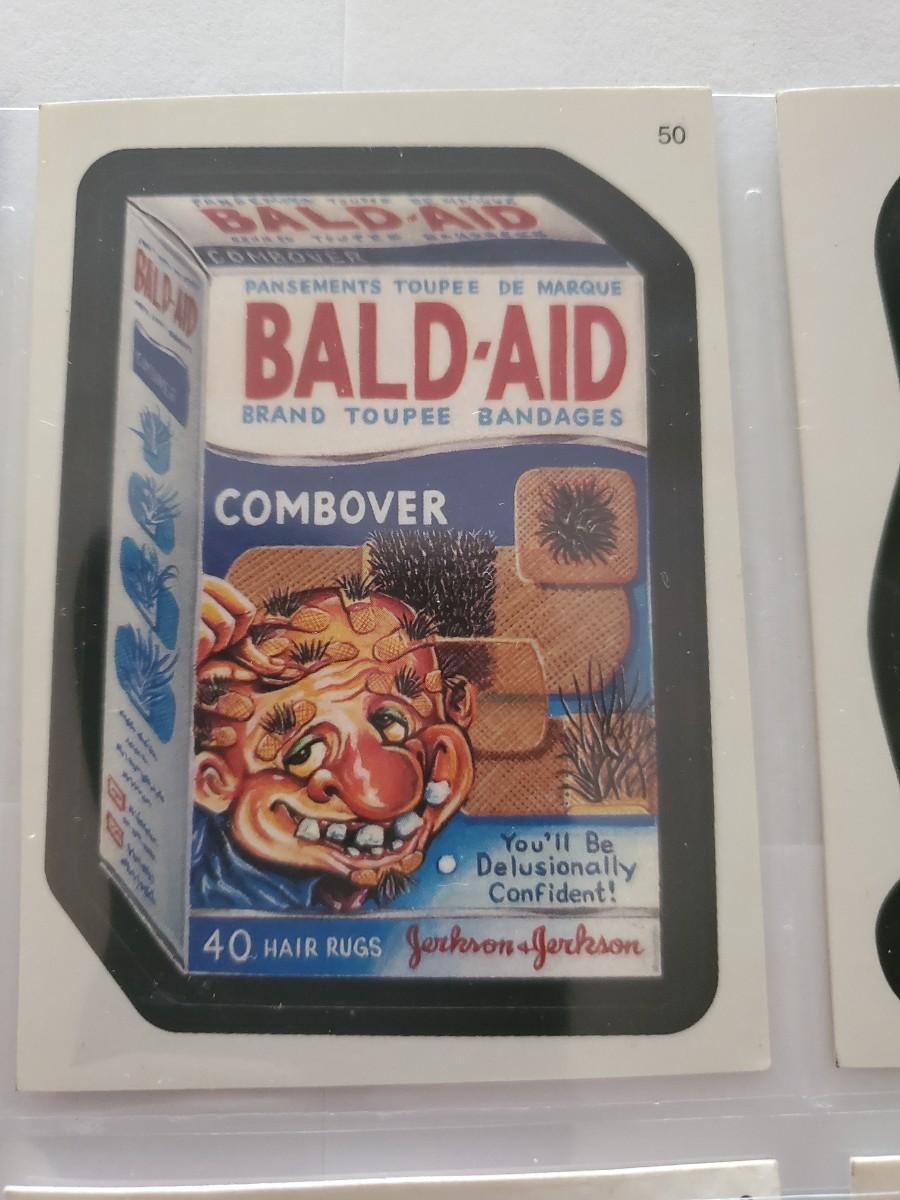 50
BALD-AID
COMBOVER
BALD-AID
PANSEMENTS TOUPEE DE MARQUE
BALD-AID
BRAND TOUPEE BANDAGES
COMBOVER
You'll Be
Delusionally
Confident!
40 HAIR RUGS Jerkson + Jerkson